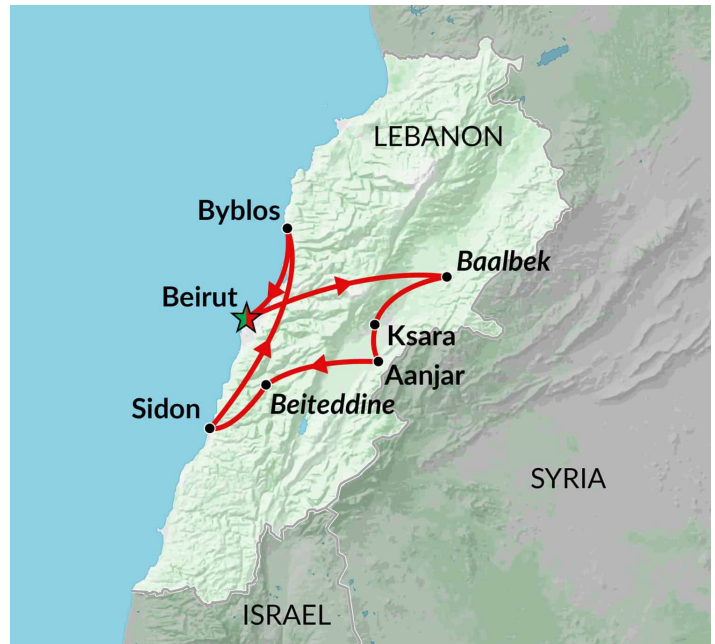 LEBANON
Byblos
Baalbek
Beirut
Ksara
Aanjar
Beiteddine
Sidon
SYRIA
ISRAEL